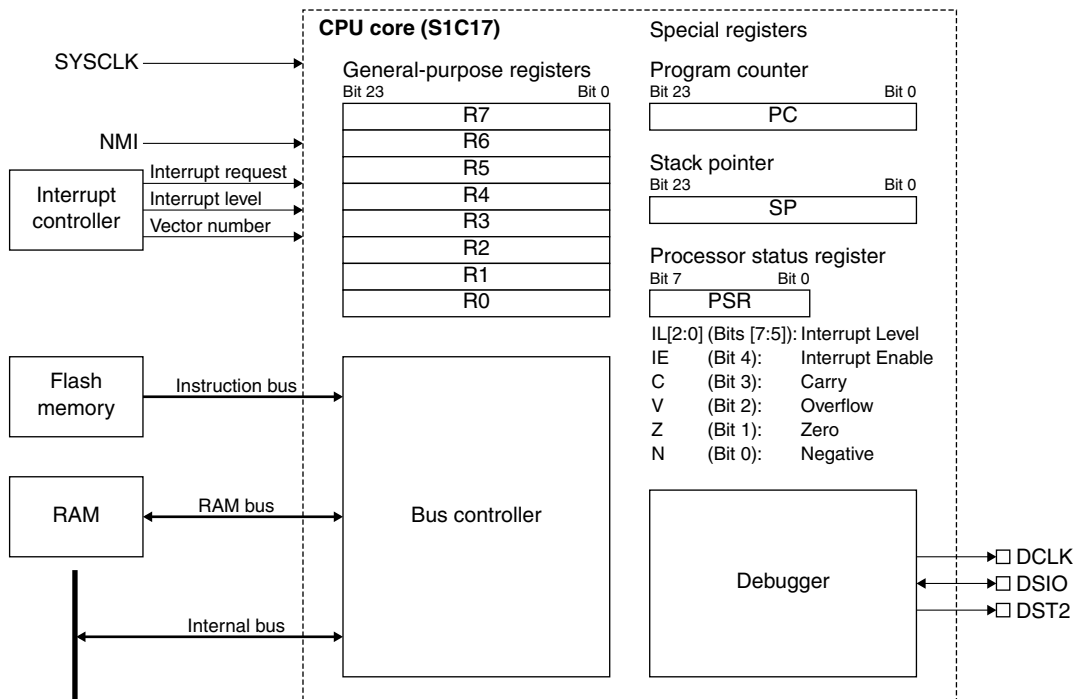 CPU core (S1C17)
Special registers
SYSCLK
General-purpose registers
Bit 23 Bit 0
R7
R6
R5
R4
R3
R2
R1
R0
Program counter
Bit 23 Bit 0
PC
NMI
Interrupt controller
Interrupt request
Interrupt level
Vector number
Stack pointer
Bit 23 Bit 0
SP
Processor status register
Bit 7 Bit 0
PSR
IL[2:0] (Bits [7:5]): Interrupt Level
IE (Bit 4): Interrupt Enable
C (Bit 3): Carry
V (Bit 2): Overflow
Z (Bit 1): Zero
N (Bit 0): Negative
Flash
memory
Instruction bus
RAM
RAM bus
Bus controller
Internal bus
Debugger
DCLK
DSIO
DST2